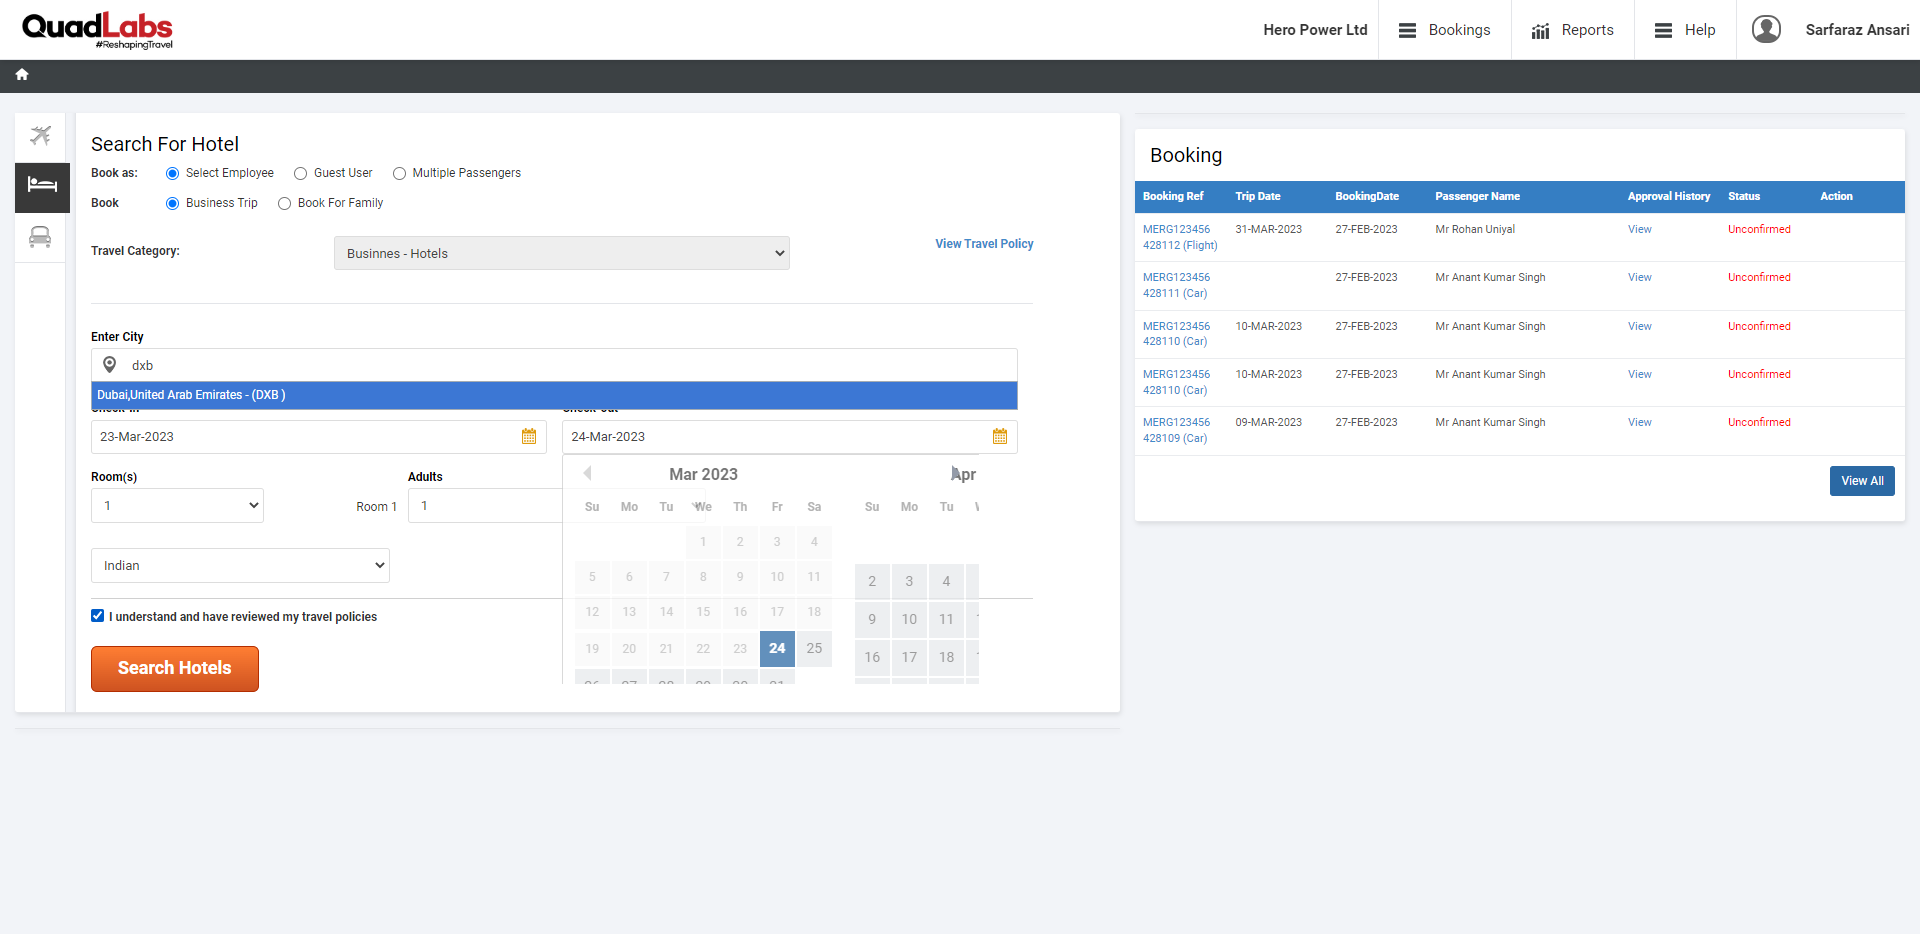 QuadLabs
#ReshapingTravel
Hero Power Ltd
Bookings
Reports
Help
Sarfaraz Ansari
Search For Hotel
Book as: Select Employee Guest User Multiple Passengers
Book Business Trip Book For Family
Travel Category: Businnes - Hotels View Travel Policy
Enter City
dxb
Dubai,United Arab Emirates - (DXB )
Check-in Check-out
23-Mar-2023 24-Mar-2023
Room(s) Adults
1 Room 1 1
Indian
I understand and have reviewed my travel policies
Search Hotels
Mar 2023 Apr
Su Mo Tu We Th Fr Sa Su Mo Tu
1 2 3 4
5 6 7 8 9 10 11 2 3 4
12 13 14 15 16 17 18 9 10 11
19 20 21 22 23 24 25 16 17 18
26 27 28 29 30 31
Booking
Booking Ref Trip Date BookingDate Passenger Name Approval History Status Action
MERG123456 31-MAR-2023 27-FEB-2023 Mr Rohan Uniyal View Unconfirmed
428112 (Flight)
MERG123456 27-FEB-2023 Mr Anant Kumar Singh View Unconfirmed
428111 (Car)
MERG123456 10-MAR-2023 27-FEB-2023 Mr Anant Kumar Singh View Unconfirmed
428110 (Car)
MERG123456 10-MAR-2023 27-FEB-2023 Mr Anant Kumar Singh View Unconfirmed
428110 (Car)
MERG123456 09-MAR-2023 27-FEB-2023 Mr Anant Kumar Singh View Unconfirmed
428109 (Car)
View All